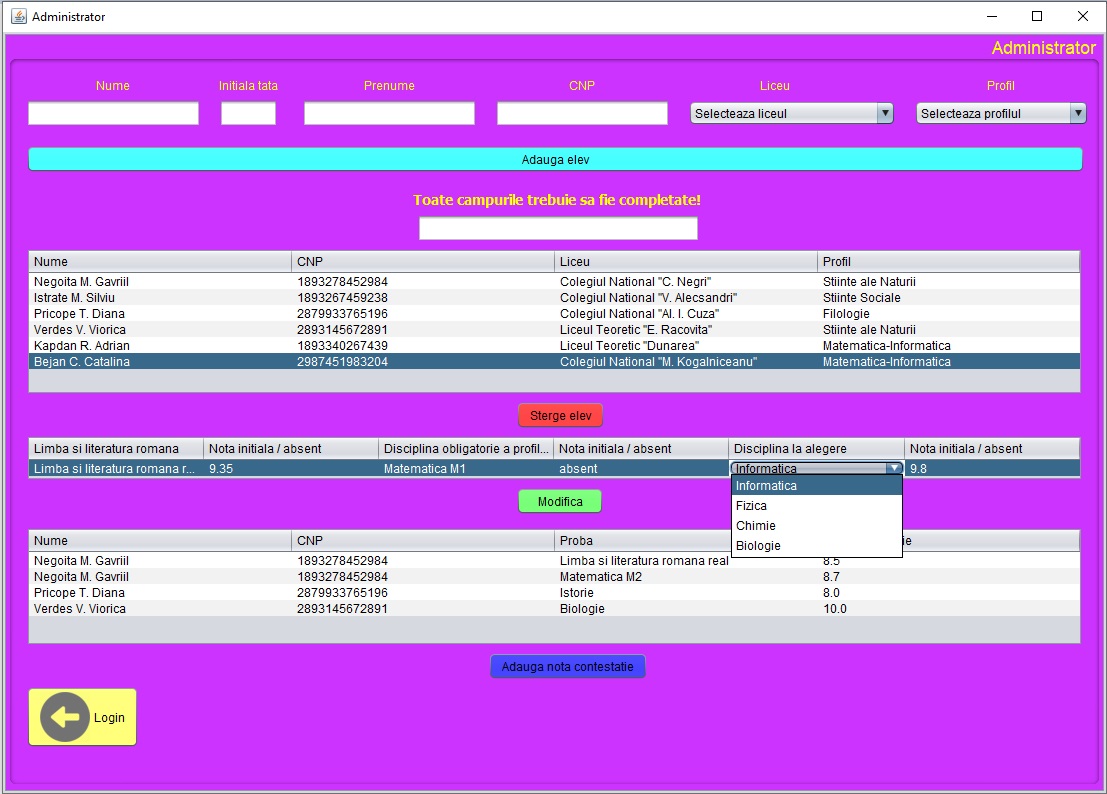 Administrator
Administrator
Nume Initiala tata Prenume CNP Liceu Profil
Selecteaza liceul Selecteaza profilul
Adauga elev
Toate campurile trebuie sa fie completate!
Nume CNP Liceu Profil
Negoita M. Gavriil 1893278452984 Colegiul National "C. Negri" Stiinte ale Naturii
Istrate M. Silviu 1893267459238 Colegiul National "V. Alecsandri" Stiinte Sociale
Pricope T. Diana 2879933765196 Colegiul National "Al. I. Cuza" Filologie
Verdes V. Viorica 2893145672891 Liceul Teoretic "E. Racovita" Stiinte ale Naturii
Kapdan R. Adrian 1893340267439 Liceul Teoretic "Dunarea" Matematica-Informatica
Bejan C. Catalina 2987451983204 Colegiul National "M. Kogalniceanu" Matematica-Informatica
Sterge elev
Limba si literatura romana Nota initiala / absent Disciplina obligatorie a profil... Nota initiala / absent Disciplina la alegere Nota initiala / absent
Limba si literatura romana r... 9.35 Matematica M1 absent Informatica 9.8
Informatica
Fizica
Chimie
Biologie
Modifica
Nume CNP Proba ie
Negoita M. Gavriil 1893278452984 Limba si literatura romana real 8.5
Negoita M. Gavriil 1893278452984 Matematica M2 8.7
Pricope T. Diana 2879933765196 Istorie 8.0
Verdes V. Viorica 2893145672891 Biologie 10.0
Adauga nota contestatie
Login